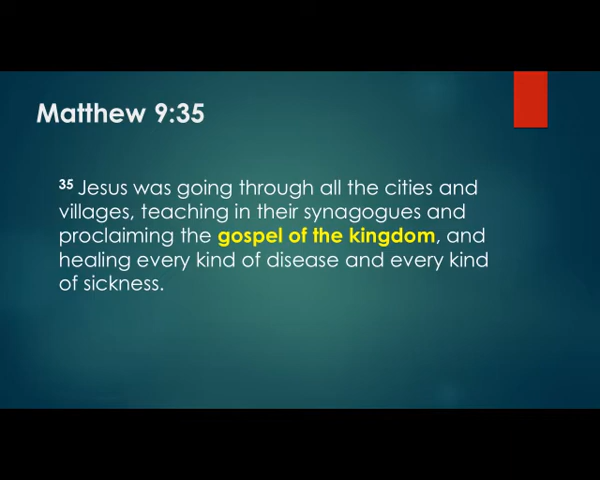 Matthew 9:35
35 Jesus was going through all the cities and
villages, teaching in their synagogues and
proclaiming the gospel of the kingdom, and
healing every kind of disease and every kind
of sickness.